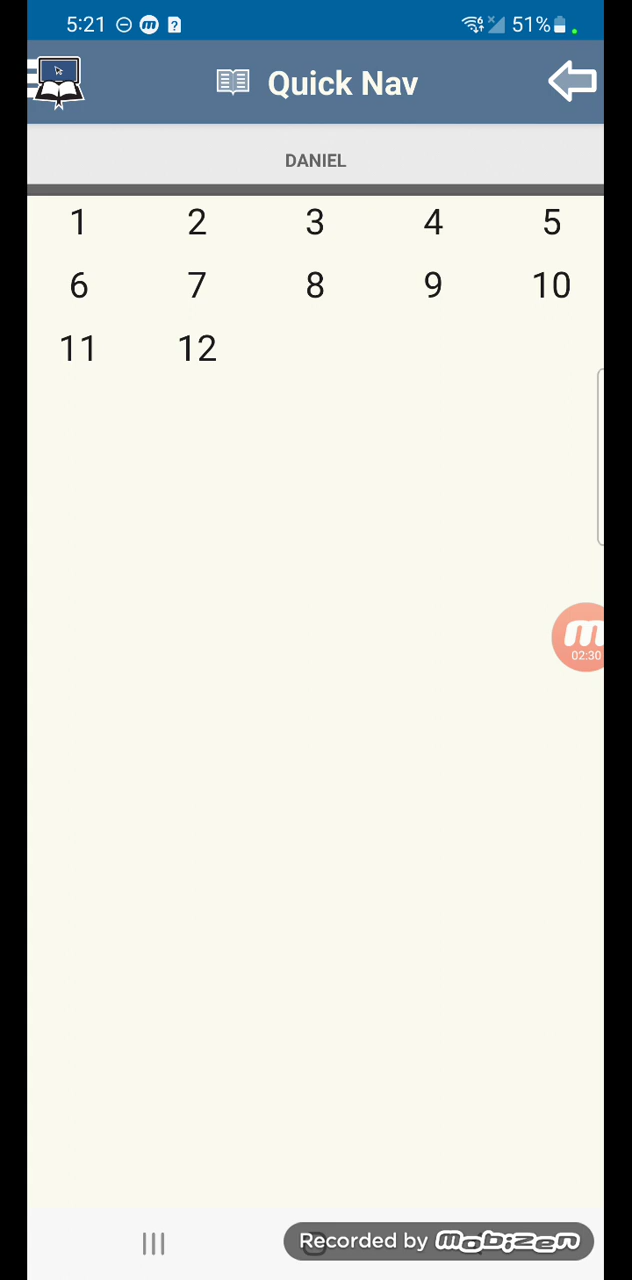 5:21 51%
Quick Nav
DANIEL
1 2 3 4 5
6 7 8 9 10
11 12
m
02:30
Recorded by mobizen